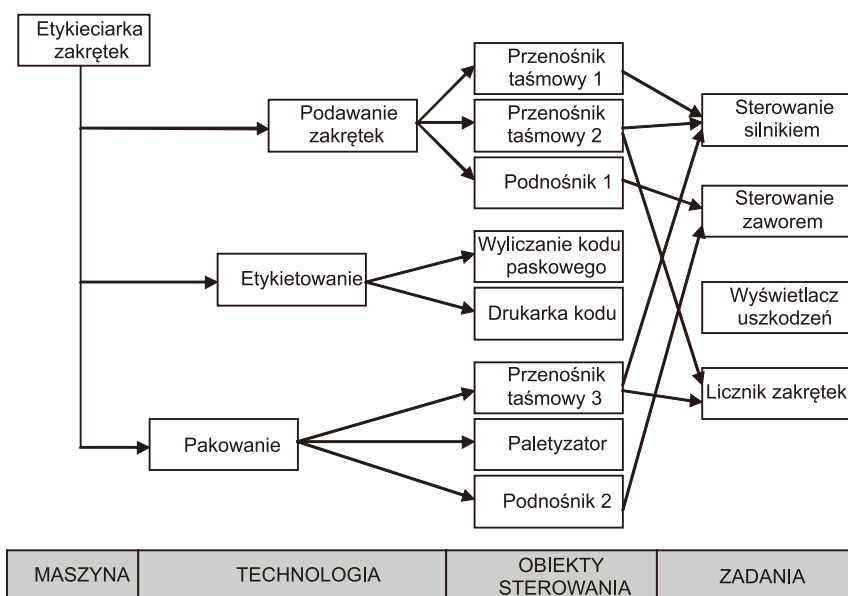 Etykieciarka
zakrętek
Podawanie
zakrętek
Etykietowanie
Pakowanie
Przenośnik
taśmowy 1
Przenośnik
taśmowy 2
Podnośnik 1
Wyliczanie kodu
paskowego
Drukarka kodu
Przenośnik
taśmowy 3
Paletyzator
Podnośnik 2
Sterowanie
silnikiem
Sterowanie
zaworem
Wyświetlacz
uszkodzeń
Licznik zakrętek
MASZYNA
TECHNOLOGIA
OBIEKTY
STEROWANIA
ZADANIA